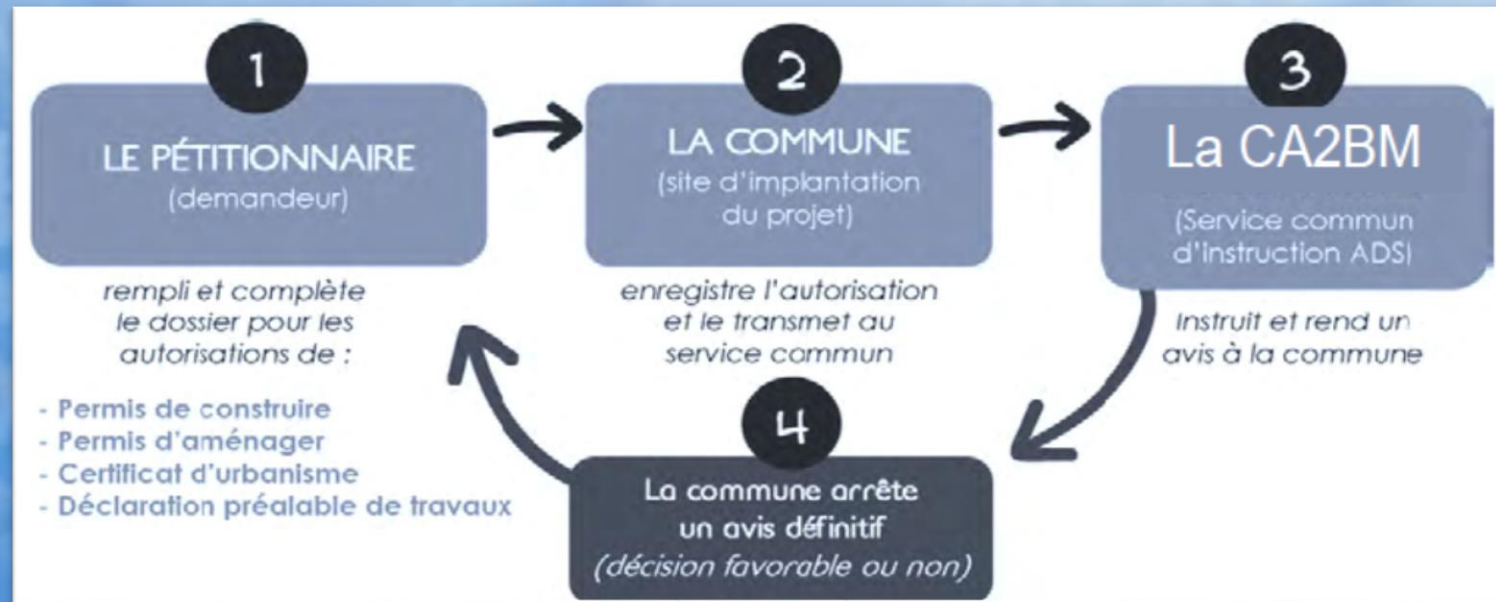 1
LE PÉTITIONNAIRE
(demandeur)
rempli et complète
le dossier pour les
autorisations de :
- Permis de construire
- Permis d'aménager
- Certificat d'urbanisme
- Déclaration préalable de travaux
2
LA COMMUNE
(site d'implantation
du projet)
enregistre l'autorisation
et le transmet au
service commun
3
La CA2BM
(Service commun
d'instruction ADS)
Instruit et rend un
avis à la commune
4
La commune arrête
un avis définitif
(décision favorable ou non)